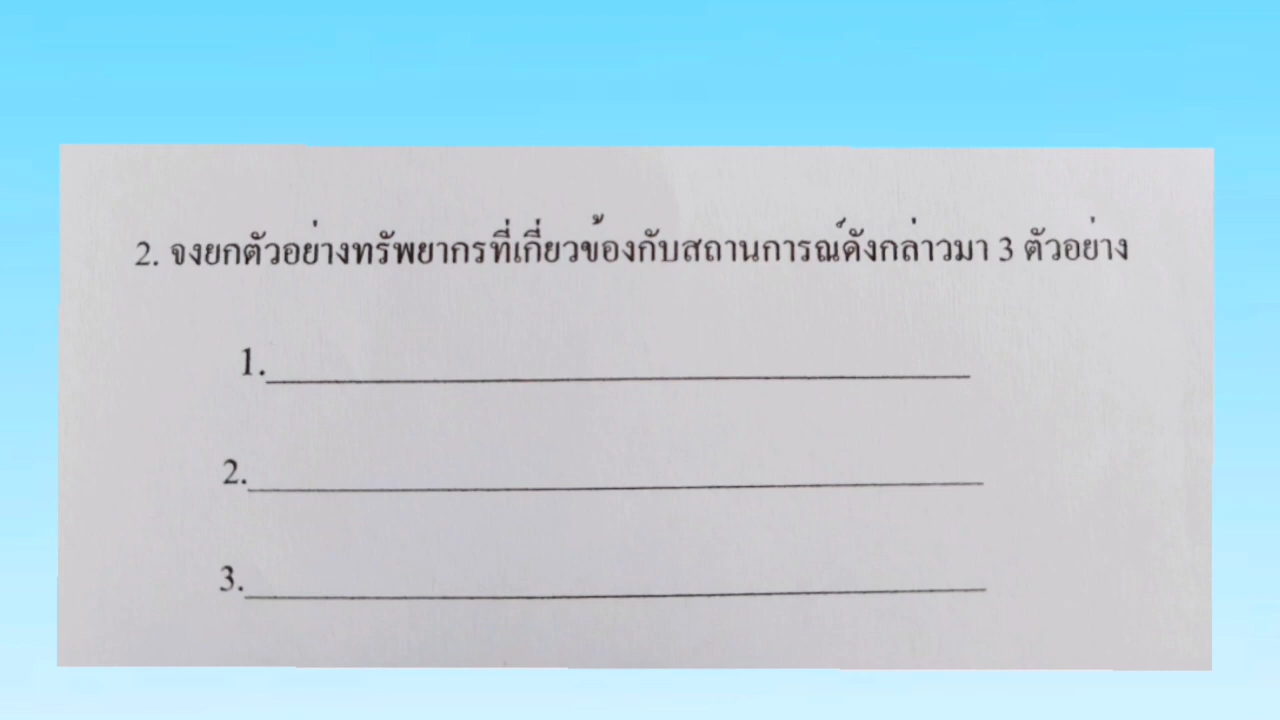 2. จงยกตัวอย่างทรัพยากรที่เกี่ยวข้องกับสถานการณ์ดังกล่าวมา 3 ตัวอย่าง
1.
2.
3.